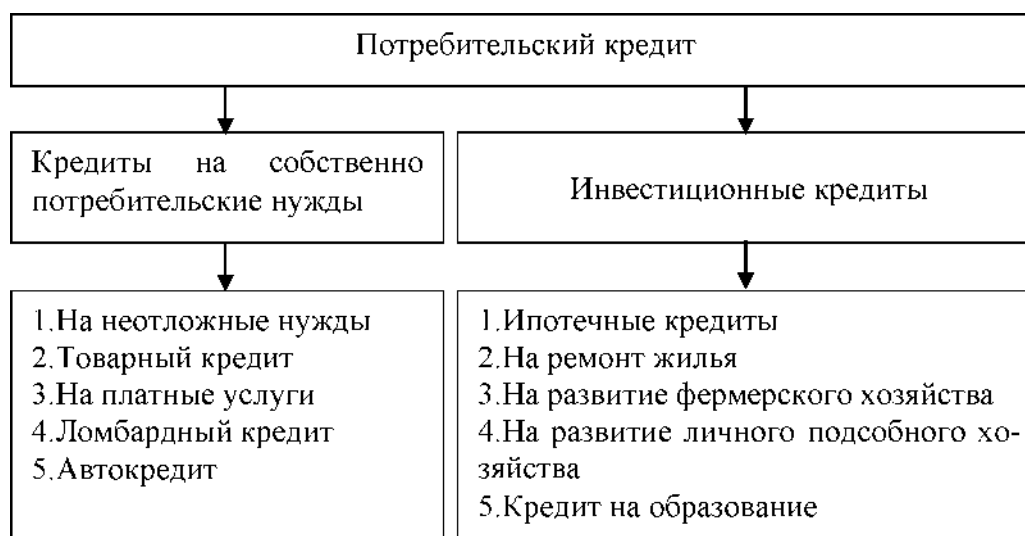 Потребительский кредит
Кредиты на собственно
потребительские нужды
Инвестиционные кредиты
1.На неотложные нужды
2.Товарный кредит
3.На платные услуги
4.Ломбардный кредит
5.Автокредит
1.Ипотечные кредиты
2.На ремонт жилья
3.На развитие фермерского хозяйства
4.На развитие личного подсобного хо-
зяйства
5.Кредит на образование